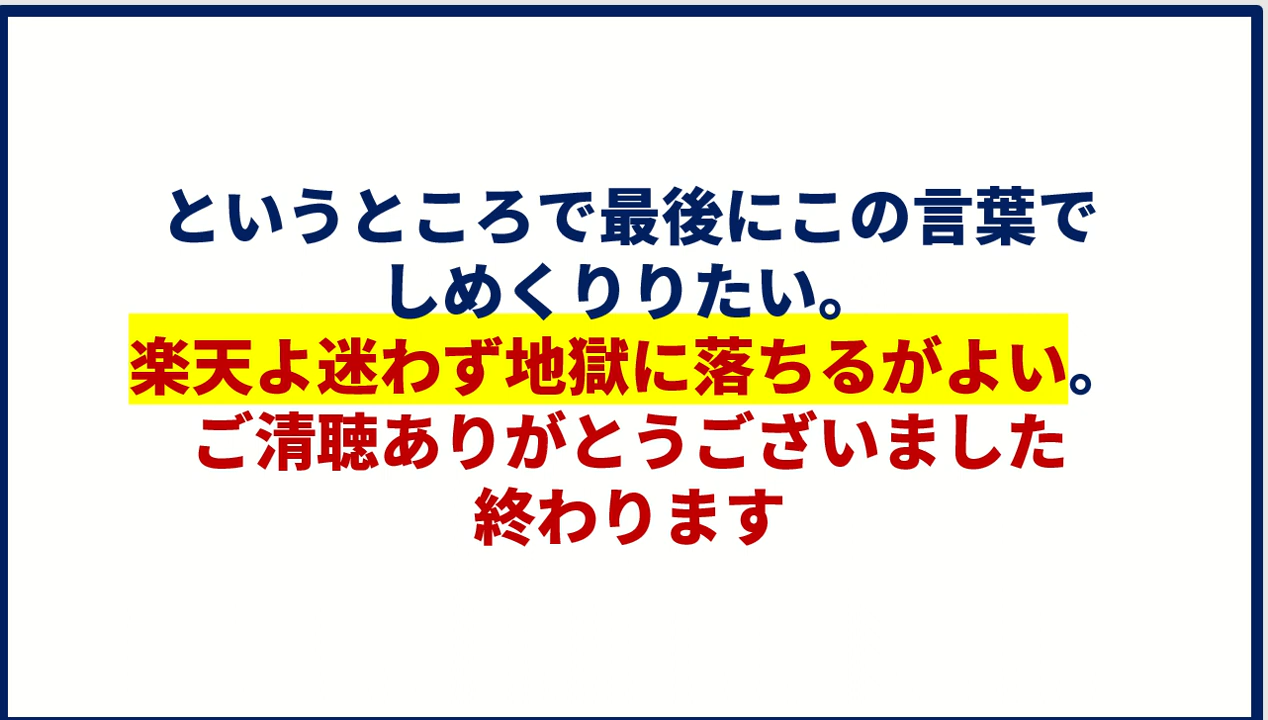 というところで最後にこの言葉で
しめくりりたい。
楽天よ迷わず地獄に落ちるがよい。
ご清聴ありがとうございました
終わります